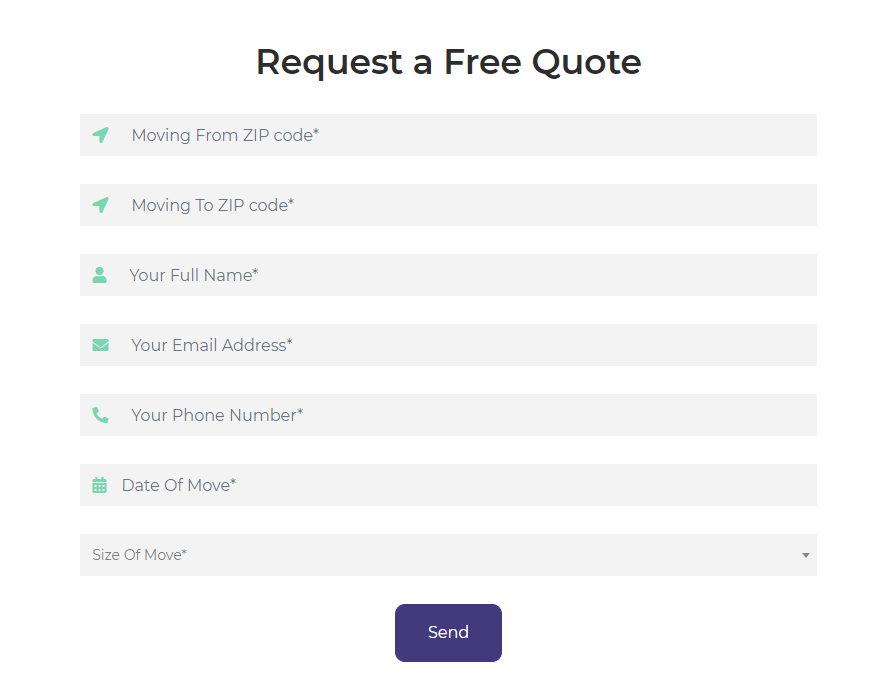 Request a Free Quote
Moving From ZIP code*
Moving To ZIP code*
Your Full Name*
Your Email Address*
Your Phone Number*
Date Of Move*
Size Of Move*
Send